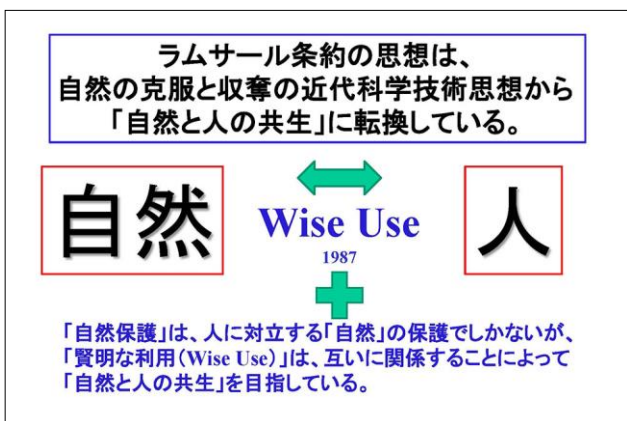 ラムサール条約の思想は、
自然の克服と収奪の近代科学技術思想から
「自然と人の共生」に転換している。
自然
Wise Use
1987
人
「自然保護」は、人に対立する「自然」の保護でしかないが、
「賢明な利用(Wise Use)」は、互いに関係することによって
「自然と人の共生」を目指している。